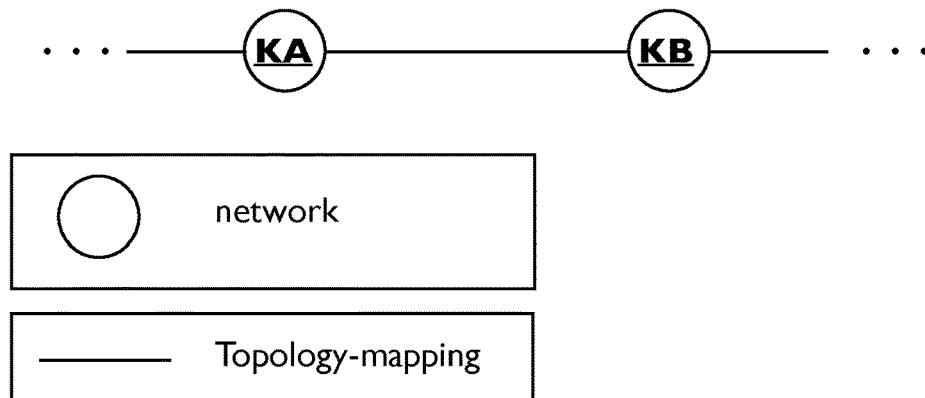 . . . KA KB . . .
network
Topology-mapping